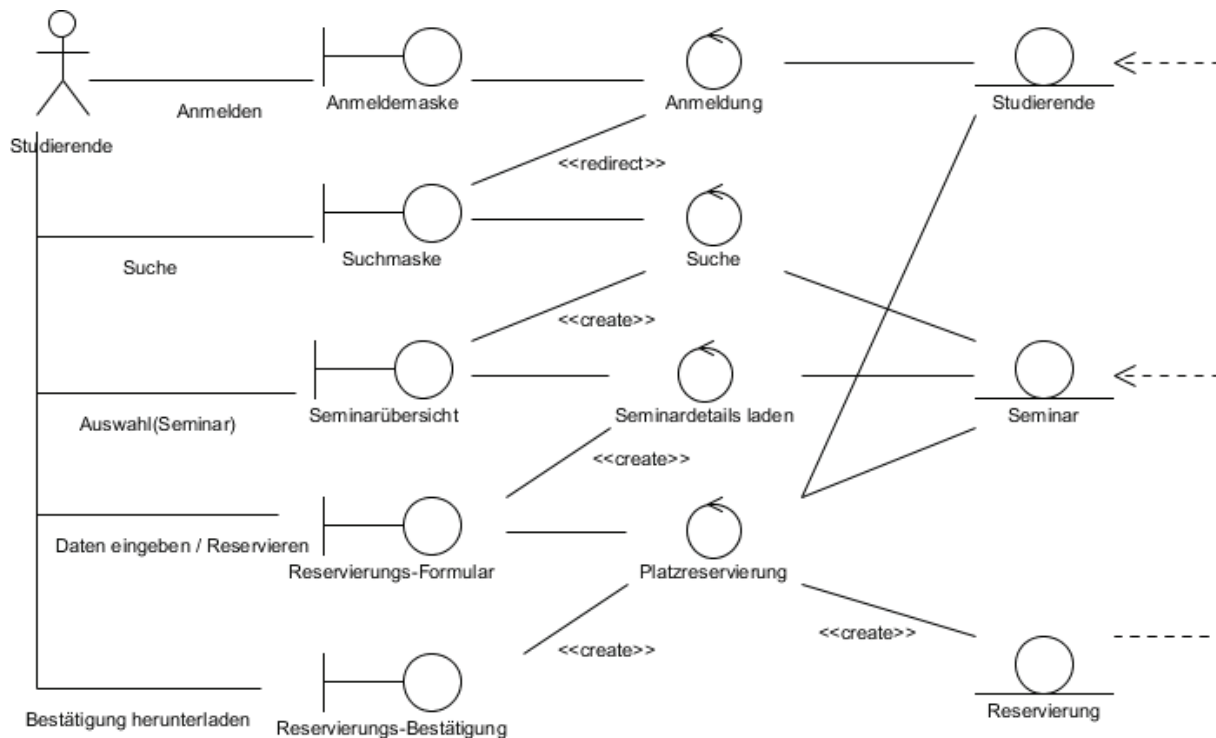 Studierende
Anmelden
Anmeldemaske
Anmeldung
Studierende
<<redirect>>
Suche
Suchmaske
Suche
<<create>>
Auswahl(Seminar)
Seminarübersicht
Seminardetails laden
Seminar
<<create>>
Daten eingeben / Reservieren
Reservierungs-Formular
Platzreservierung
<<create>>
<<create>>
Bestätigung herunterladen
Reservierungs-Bestätigung
Reservierung